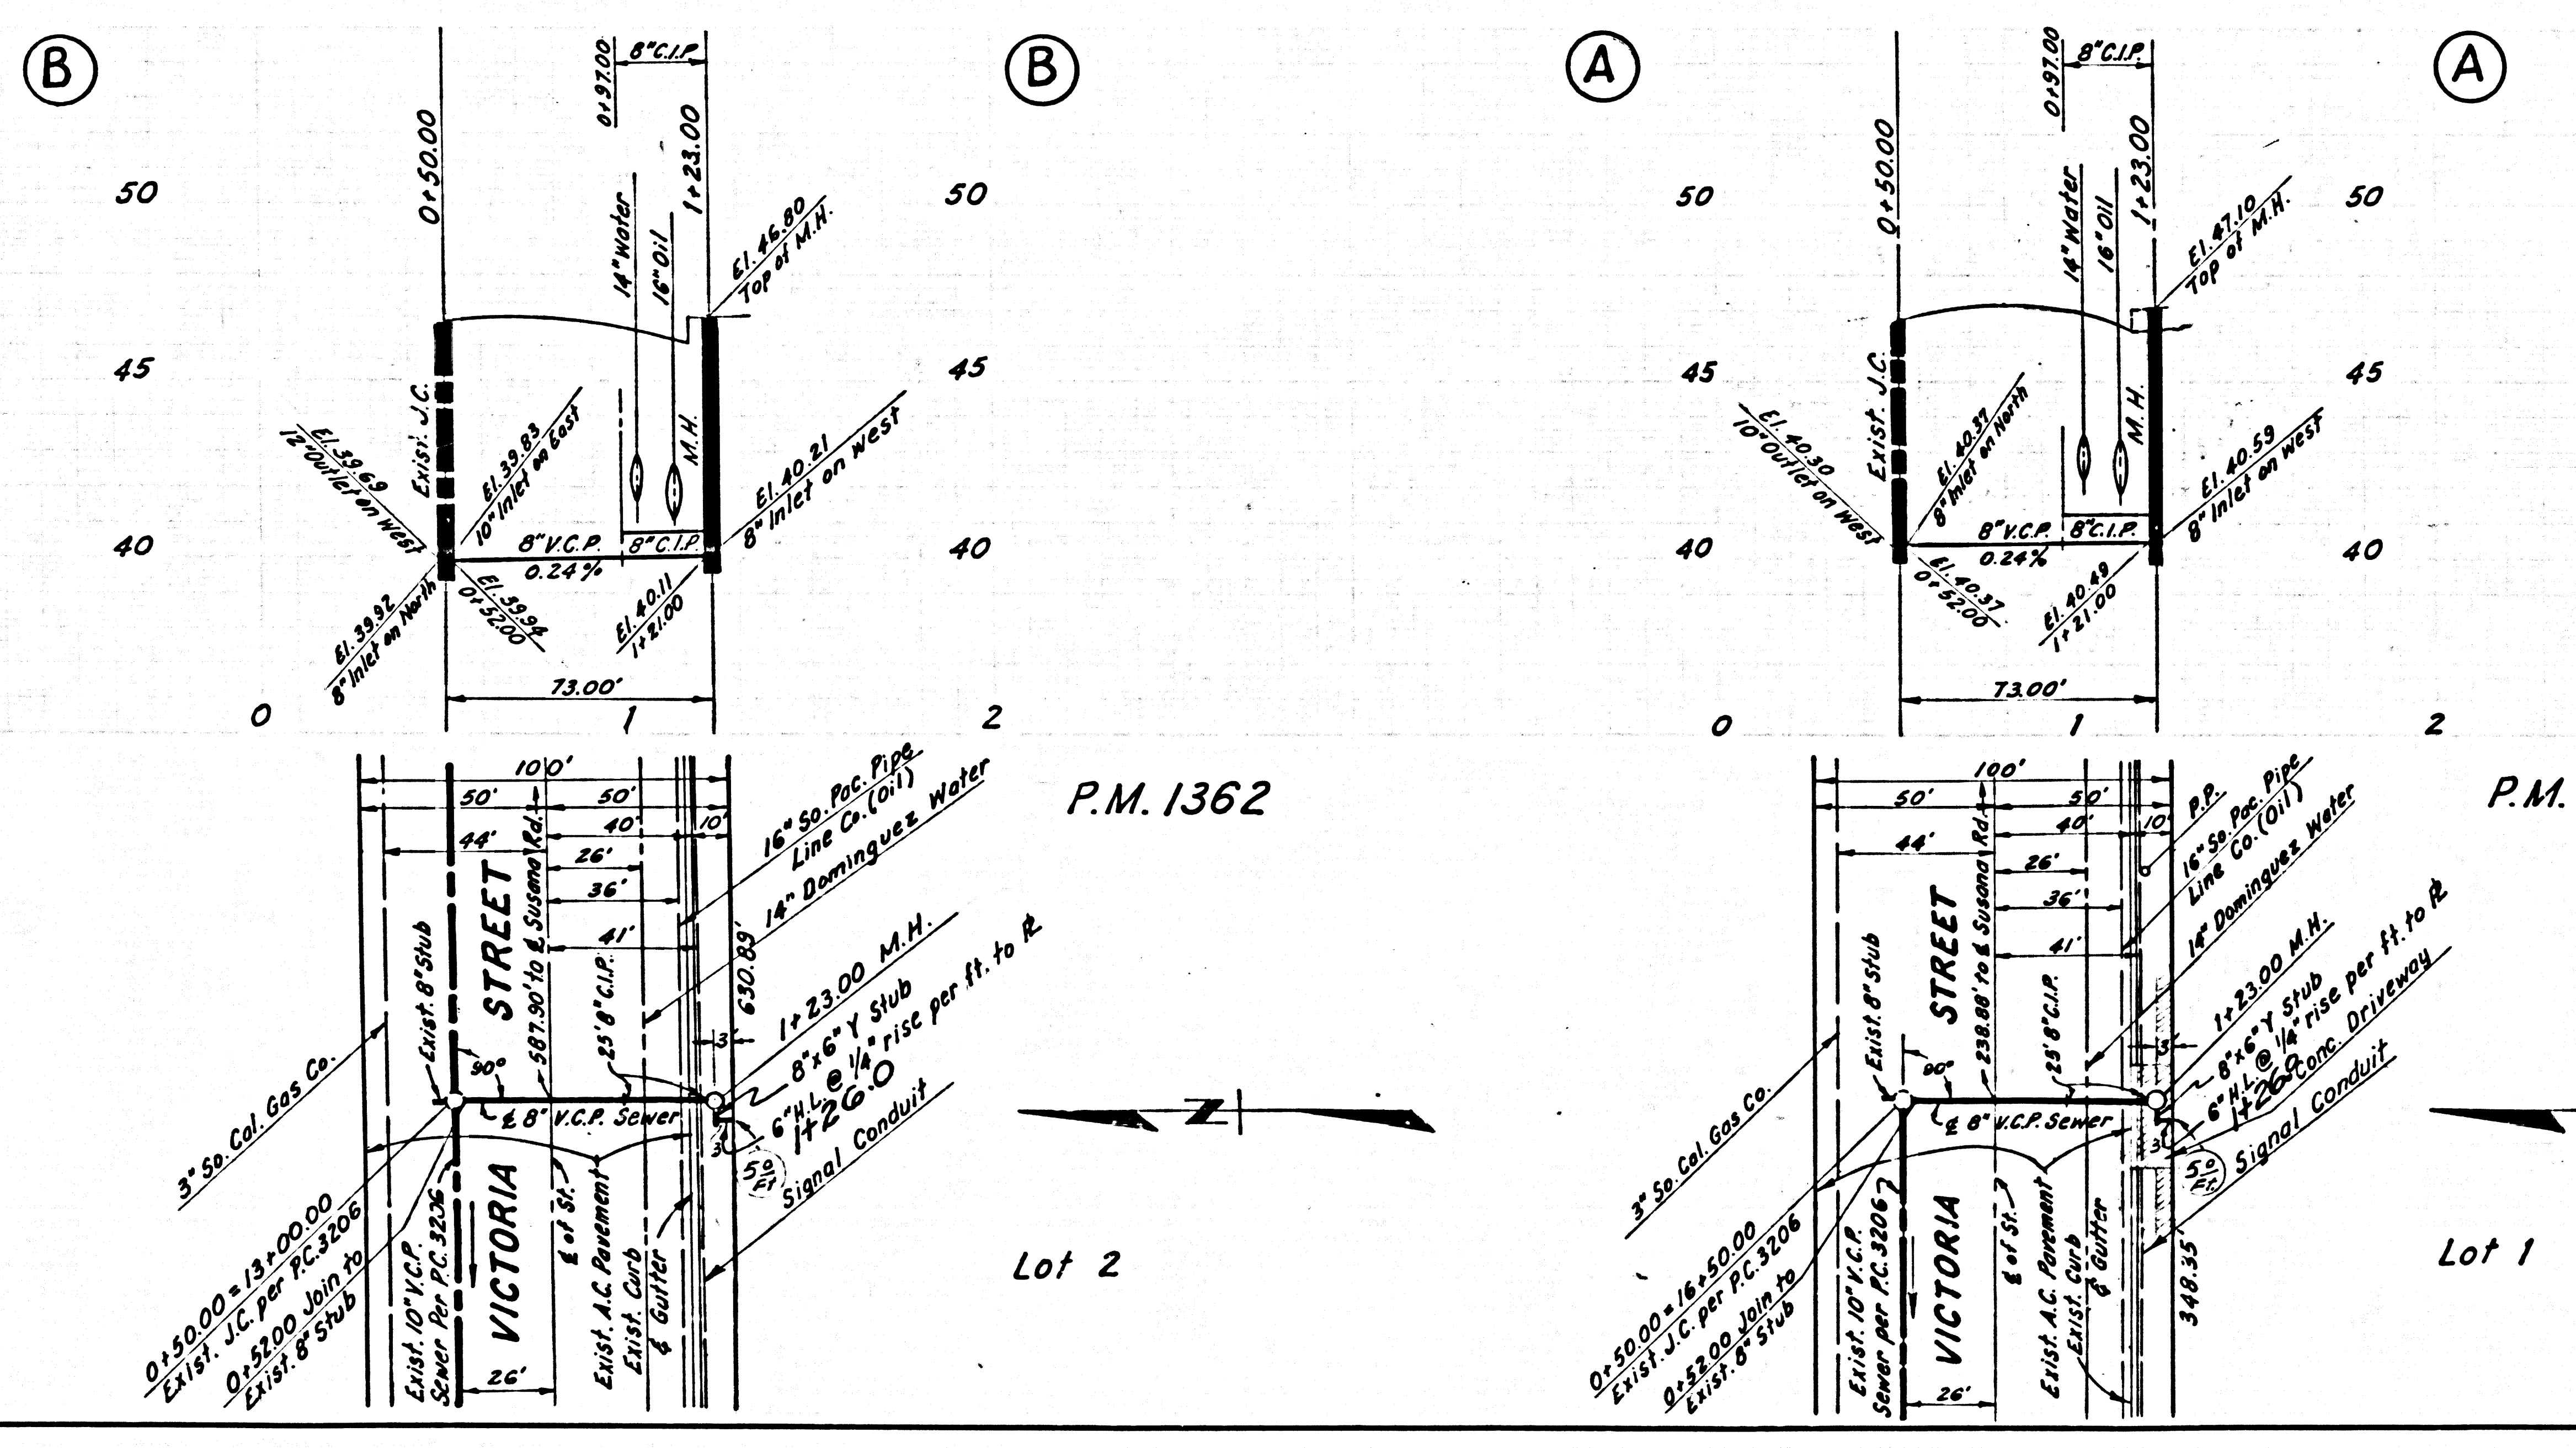 B
B
0+50.00
0+97.00
8"C.I.P.
1+23.00
14" Water
16" Oil
El. 46.80
Top of M.H.
50
50
45
45
40
40
Exist. J.C.
M.H.
El. 39.69
12" Outlet on West
El. 39.83
10" Inlet on East
El. 40.21
8" Inlet on west
8" V.C.P.
8" C.I.P.
0.24%
El. 39.92
8" Inlet on North
El. 39.94
0+52.00
El. 40.11
1+21.00
73.00'
0
1
2
A
A
0+50.00
0+97.00
8"C.I.P.
1+23.00
14" Water
16" Oil
El. 47.10
Top of M.H.
50
50
45
45
40
40
Exist. J.C.
M.H.
El. 40.30
10" Outlet on West
El. 40.37
8" Inlet on North
El. 40.59
8" Inlet on west
8" V.C.P.
8" C.I.P.
0.24%
El. 40.37
0+52.00
El. 40.49
1+21.00
73.00'
0
1
2
100'
50'
50'
40'
10'
44'
26'
36'
41'
16" So. Pac. Pipe
Line Co. (Oil)
14" Dominguez Water
P.M. 1362
Exist. 8" Stub
STREET
587.90' to ℄ Susana Rd.
25' 8" C.I.P.
630.89'
3'
1+23.00 M.H.
8"x6" Y Stub
6" H.L. @ 1/4" rise per ft. to ℞
1+26.0
90°
℄ 8" V.C.P. Sewer
3'
5.0
Ft
Signal Conduit
3" So. Cal. Gas Co.
0+50.00 = 13+00.00
Exist. J.C. per P.C. 3206
0+52.00 Join to
Exist. 8" Stub
Exist. 10" V.C.P.
Sewer Per P.C. 3206
VICTORIA
℄ of St.
Exist. A.C. Pavement
Exist. Curb
& Gutter
26'
N
Lot 2
100'
50'
50'
40'
10'
44'
26'
36'
41'
P.P.
16" So. Pac. Pipe
Line Co. (Oil)
14" Dominguez Water
P.M.
Exist. 8" Stub
STREET
238.88' to ℄ Susana Rd.
25' 8" C.I.P.
3'
1+23.00 M.H.
8"x6" Y Stub
6" H.L. @ 1/4" rise per ft. to ℞
1+26.0
Conc. Driveway
90°
℄ 8" V.C.P. Sewer
3'
5.0
Ft.
Signal Conduit
3" So. Cal. Gas Co.
0+50.00 = 16+50.00
Exist. J.C. per P.C. 3206
0+52.00 Join to
Exist. 8" Stub
Exist. 10" V.C.P.
Sewer per P.C. 3206
VICTORIA
℄ of St.
Exist. A.C. Pavement
Exist. Curb
& Gutter
348.35'
26'
Lot 1